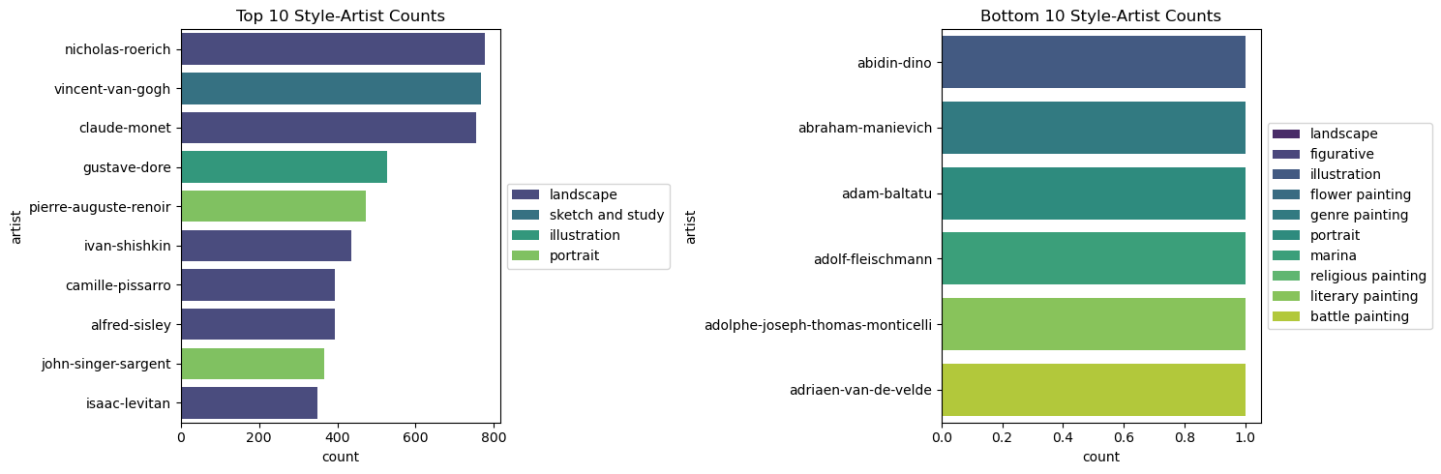 Top 10 Style-Artist Counts
artist
nicholas-roerich
vincent-van-gogh
claude-monet
gustave-dore
pierre-auguste-renoir
ivan-shishkin
camille-pissarro
alfred-sisley
john-singer-sargent
isaac-levitan
0 200 400 600 800
count
landscape
sketch and study
illustration
portrait
Bottom 10 Style-Artist Counts
artist
abidin-dino
abraham-manievich
adam-baltatu
adolf-fleischmann
adolphe-joseph-thomas-monticelli
adriaen-van-de-velde
0.0 0.2 0.4 0.6 0.8 1.0
count
landscape
figurative
illustration
flower painting
genre painting
portrait
marina
religious painting
literary painting
battle painting